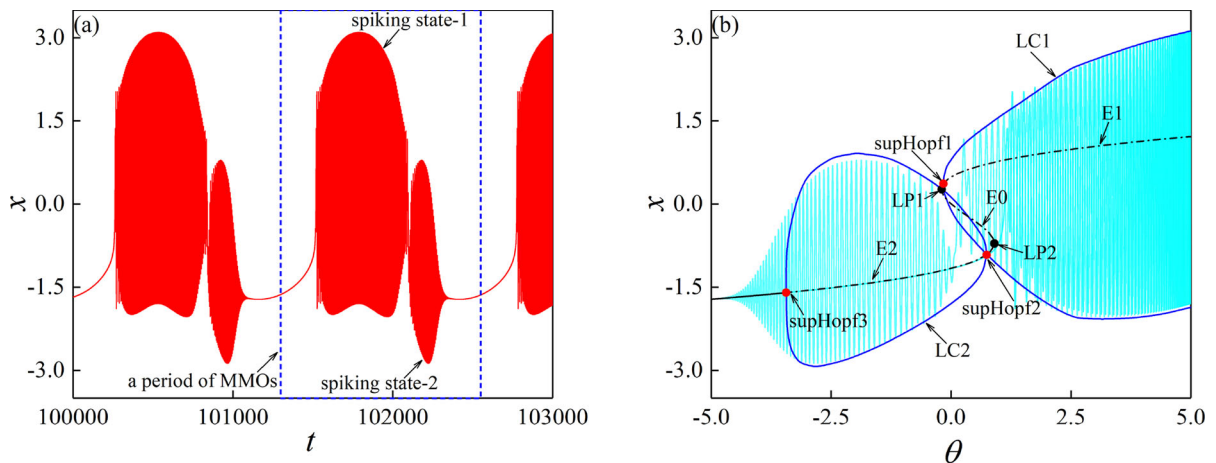 (a)
spiking state-1
3.0
1.5
0.0
-1.5
-3.0
x
a period of MMOs
spiking state-2
100000
101000
102000
103000
t
(b)
LC1
3.0
E1
supHopf1
1.5
0.0
LP1
E0
x
E2
LP2
-1.5
supHopf3
supHopf2
LC2
-3.0
-5.0
-2.5
0.0
2.5
5.0
θ